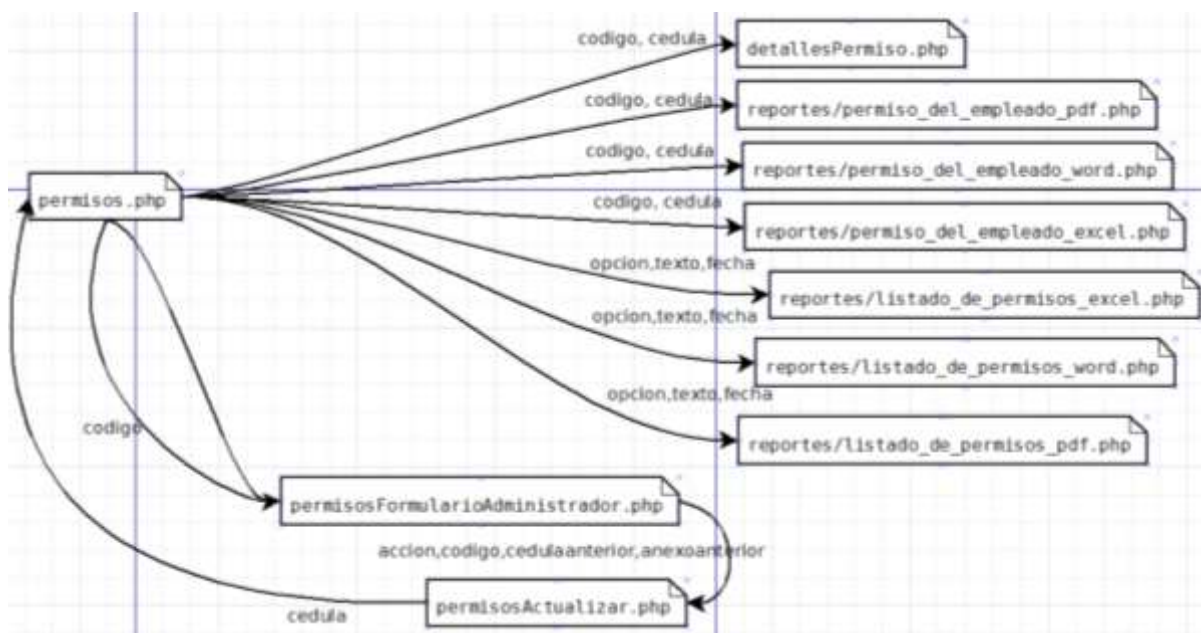 codigo, cedula
detallesPermiso.php
codigo, cedula
reportes/permiso_del_empleado_pdf.php
codigo, cedula
reportes/permiso_del_empleado_word.php
permisos.php
codigo, cedula
reportes/permiso_del_empleado_excel.php
opcion,texto,fecha
reportes/listado_de_permisos_excel.php
opcion,texto,fecha
reportes/listado_de_permisos_word.php
opcion,texto,fecha
reportes/listado_de_permisos_pdf.php
codigo
permisosFormularioAdministrador.php
accion,codigo,cedulaanterior,anexoanterior
permisosActualizar.php
cedula